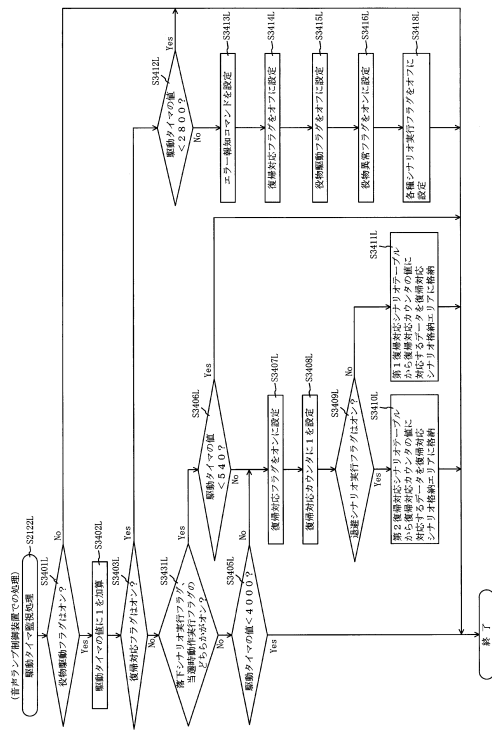 (音声ランプ制御装置での処理)
駆動タイマ監視処理
S2122L
S3401L
役物駆動フラグはオン？
No
Yes
S3402L
駆動タイマの値に1を加算
S3403L
復帰対応フラグはオン？
Yes
No
S3431L
落下シナリオ実行フラグ、
当選時動作実行フラグの
どちらかがオン？
Yes
No
S3405L
駆動タイマの値<4000？
No
Yes
S3406L
駆動タイマの値
<540？
Yes
No
S3407L
復帰対応フラグをオンに設定
S3408L
復帰対応カウンタに1を設定
S3409L
退避シナリオ実行フラグはオン？
No
Yes
S3410L
第2復帰対応シナリオテーブル
から復帰対応カウンタの値に
対応するデータを復帰対応
シナリオ格納エリアに格納
S3411L
第1復帰対応シナリオテーブル
から復帰対応カウンタの値に
対応するデータを復帰対応
シナリオ格納エリアに格納
S3412L
駆動タイマの値
<2800？
Yes
No
S3413L
エラー報知コマンドを設定
S3414L
復帰対応フラグをオフに設定
S3415L
役物駆動フラグをオフに設定
S3416L
役物異常フラグをオンに設定
S3418L
各種シナリオ実行フラグをオフに
設定
終了